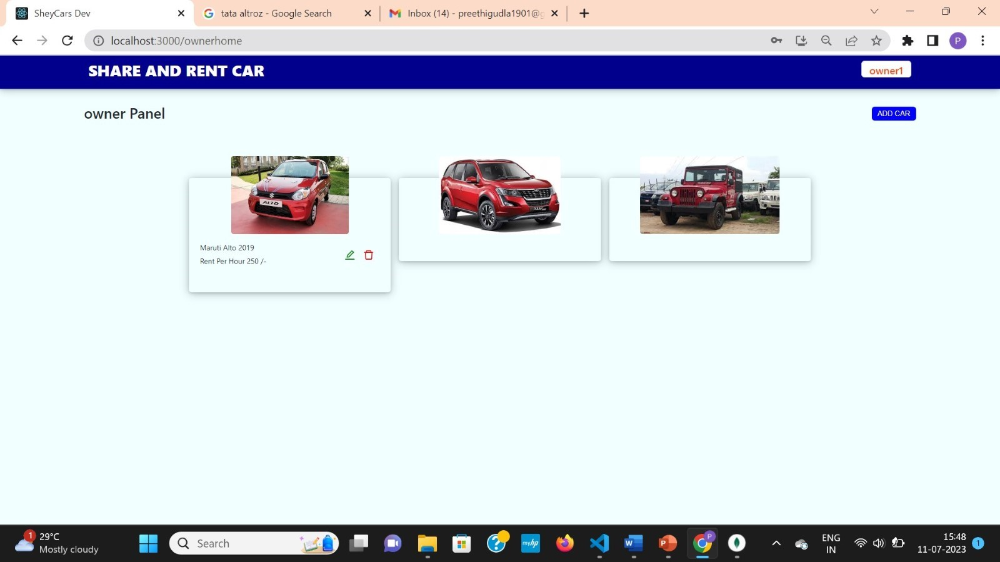 SheyCars Dev
tata altroz - Google Search
Inbox (14) - preethigudla1901@g
localhost:3000/ownerhome
P
SHARE AND RENT CAR
owner1
owner Panel
ADD CAR
ALTO
Maruti Alto 2019
Rent Per Hour 250 /-
1
29°C
Mostly cloudy
Search
myhp
W
P
P
ENG
IN
15:48
11-07-2023
1